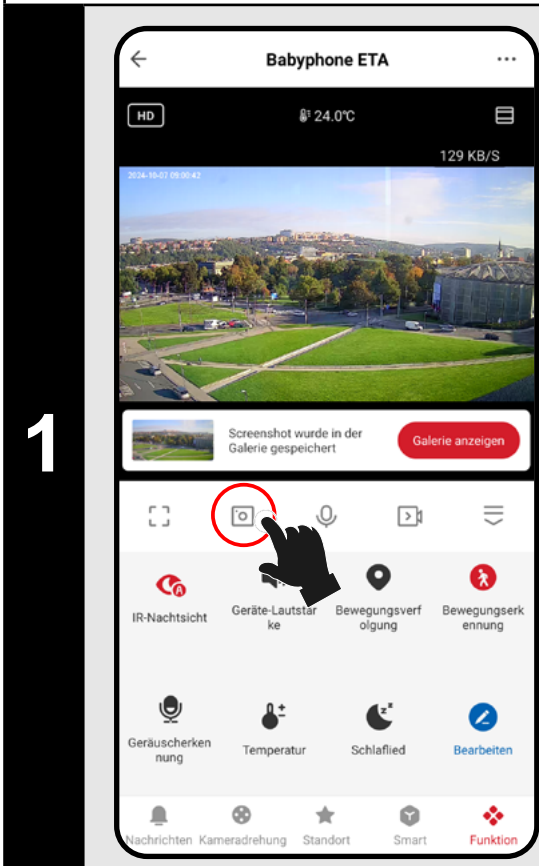 Babyphone ETA
HD
24.0°C
129 KB/S
2024-10-07 09:00:42
Screenshot wurde in der
Galerie gespeichert
Galerie anzeigen
1
IR-Nachtsicht
Geräte-Lautstär
ke
Bewegungsverf
olgung
Bewegungserk
ennung
Geräuscherken
nung
Temperatur
Schlaflied
Bearbeiten
Nachrichten
Kameradrehung
Standort
Smart
Funktion